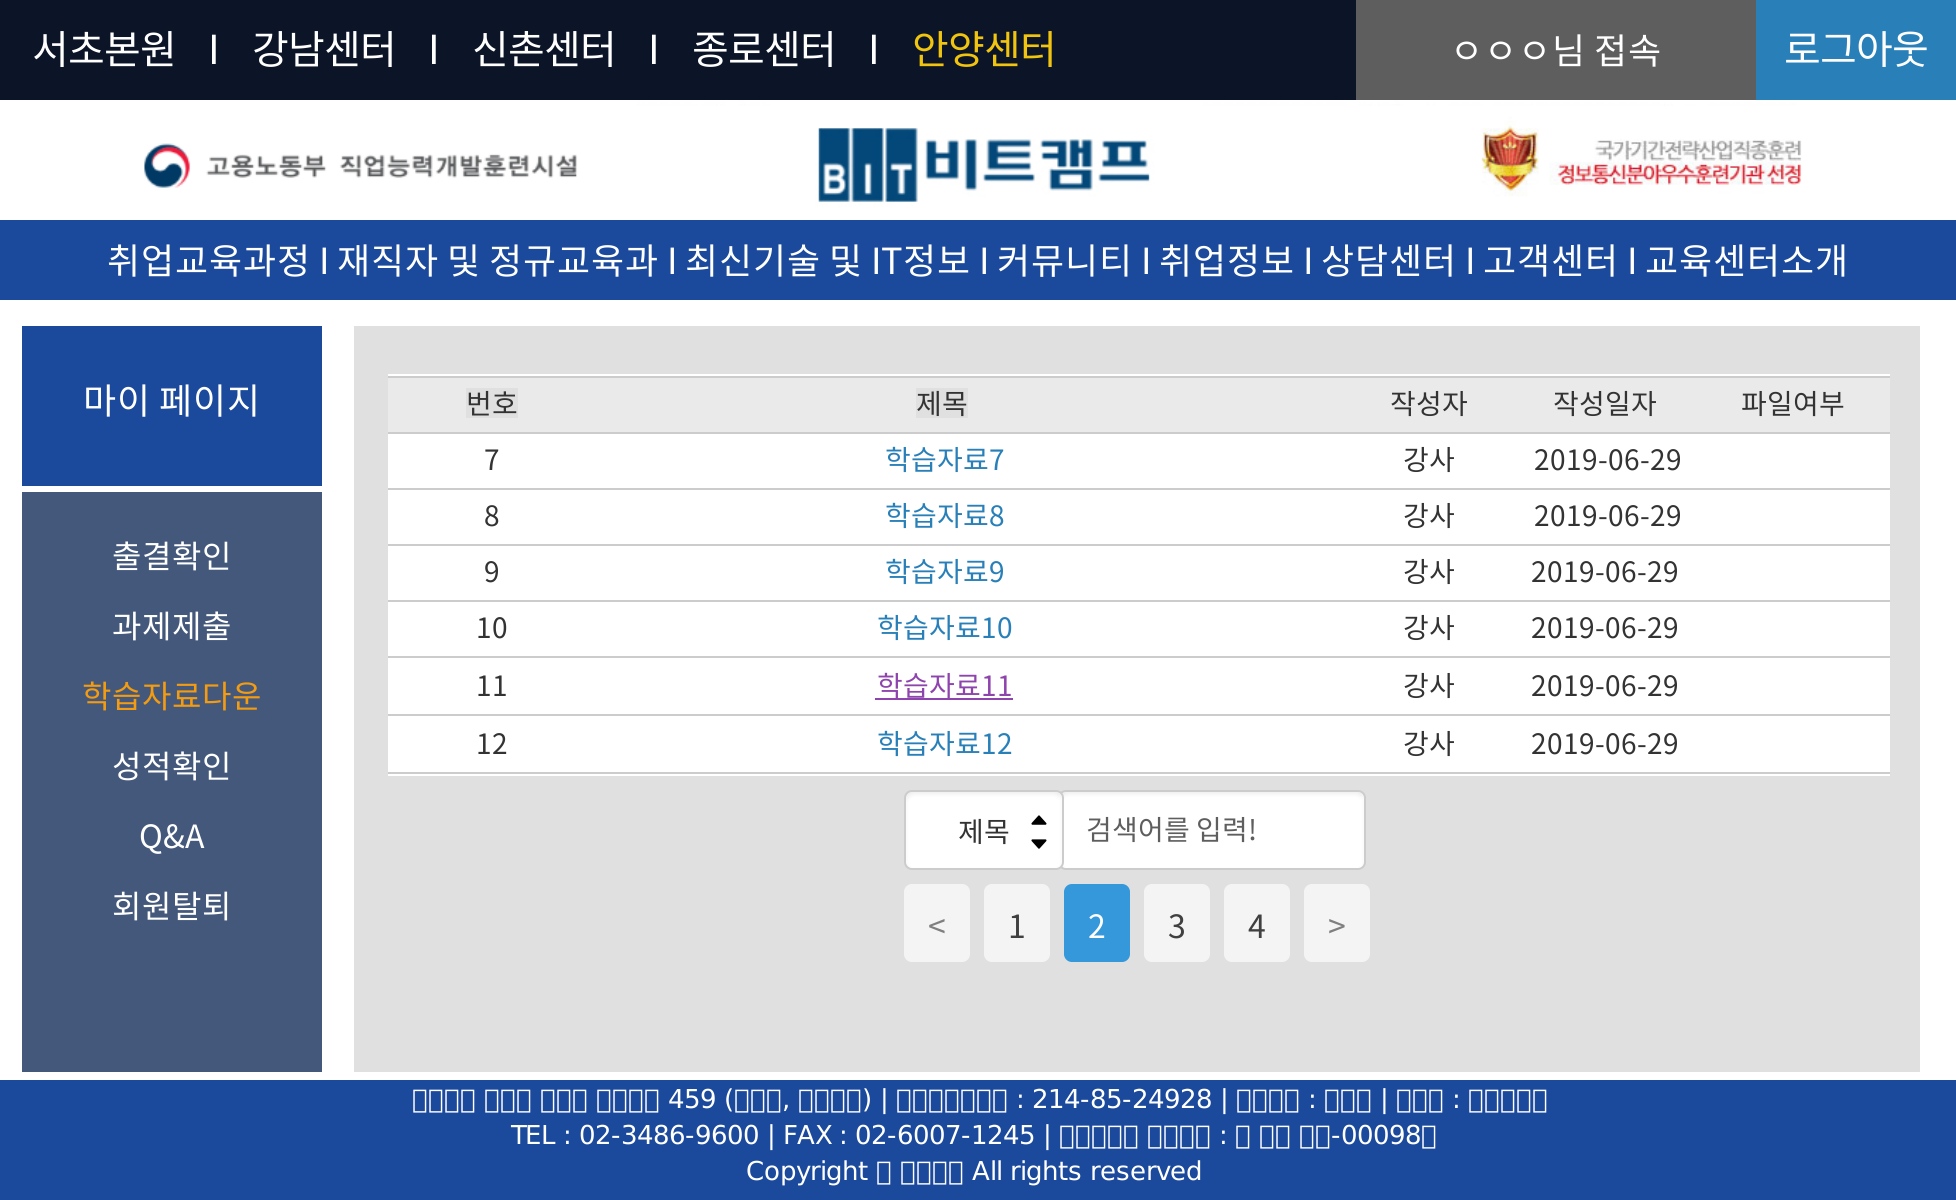 서초본원 l 강남센터 l 신촌센터 l 종로센터 l 안양센터
ㅇㅇㅇ님 접속
로그아웃
고용노동부 직업능력개발훈련시설
BIT 비트캠프
국가기간전략산업직종훈련
정보통신분야우수훈련기관 선정
취업교육과정 l 재직자 및 정규교육과 l 최신기술 및 IT정보 l 커뮤니티 l 취업정보 l 상담센터 l 고객센터 l 교육센터소개
마이 페이지
출결확인
과제제출
학습자료다운
성적확인
Q&A
회원탈퇴
번호 제목 작성자 작성일자 파일여부
7 학습자료7 강사 2019-06-29
8 학습자료8 강사 2019-06-29
9 학습자료9 강사 2019-06-29
10 학습자료10 강사 2019-06-29
11 학습자료11 강사 2019-06-29
12 학습자료12 강사 2019-06-29
제목 검색어를 입력!
< 1 2 3 4 >
459 ( , ) | : 214-85-24928 | : | :
TEL : 02-3486-9600 | FAX : 02-6007-1245 | : -00098
Copyright All rights reserved